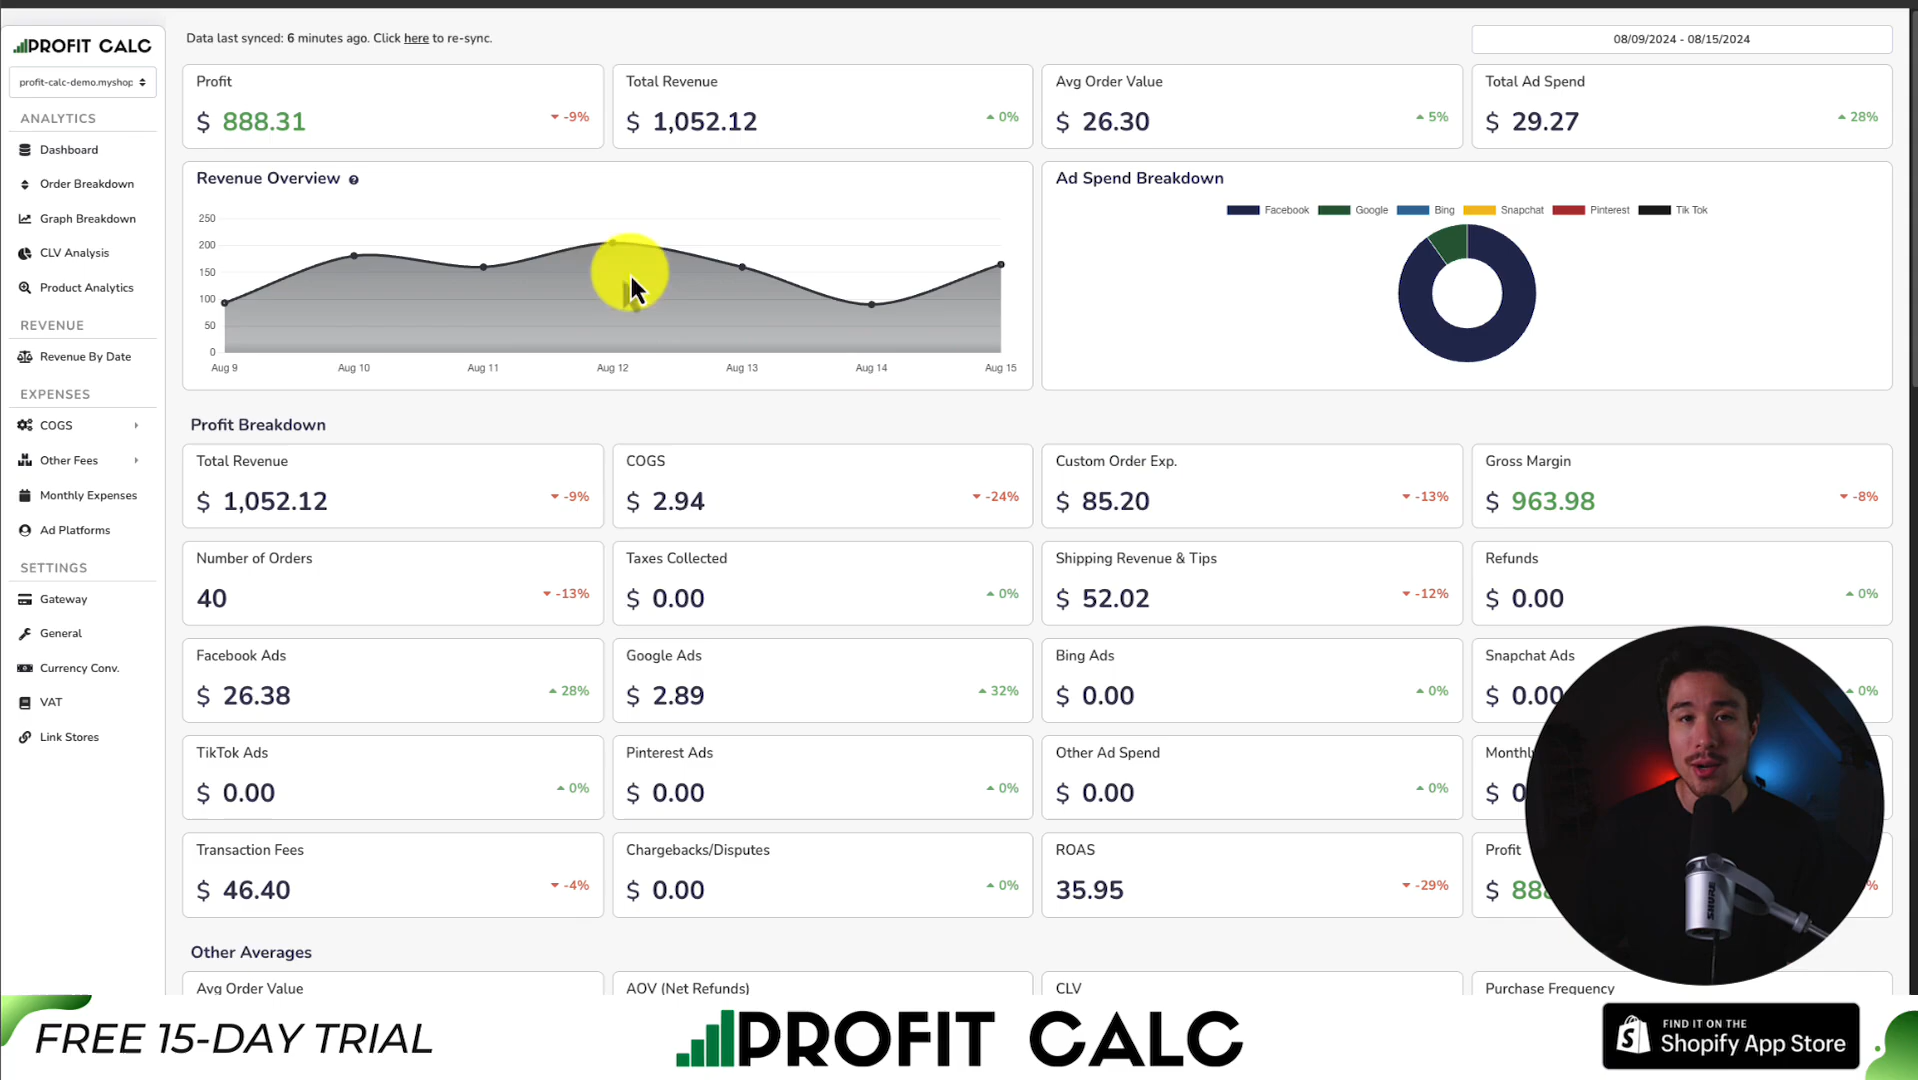 PROFIT CALC
profit-calc-demo.myshop
ANALYTICS
Dashboard
Order Breakdown
Graph Breakdown
CLV Analysis
Product Analytics
REVENUE
Revenue By Date
EXPENSES
COGS
Other Fees
Monthly Expenses
Ad Platforms
SETTINGS
Gateway
General
Currency Conv.
VAT
Link Stores
Data last synced: 6 minutes ago. Click here to re-sync.
08/09/2024 - 08/15/2024
Profit
$ 888.31 -9%
Total Revenue
$ 1,052.12 0%
Avg Order Value
$ 26.30 5%
Total Ad Spend
$ 29.27 28%
Revenue Overview
250
200
150
100
50
0
Aug 9 Aug 10 Aug 11 Aug 12 Aug 13 Aug 14 Aug 15
Ad Spend Breakdown
Facebook Google Bing Snapchat Pinterest Tik Tok
Profit Breakdown
Total Revenue
$ 1,052.12 -9%
COGS
$ 2.94 -24%
Custom Order Exp.
$ 85.20 -13%
Gross Margin
$ 963.98 -8%
Number of Orders
40 -13%
Taxes Collected
$ 0.00 0%
Shipping Revenue & Tips
$ 52.02 -12%
Refunds
$ 0.00 0%
Facebook Ads
$ 26.38 28%
Google Ads
$ 2.89 32%
Bing Ads
$ 0.00 0%
Snapchat Ads
$ 0.00 0%
TikTok Ads
$ 0.00 0%
Pinterest Ads
$ 0.00 0%
Other Ad Spend
$ 0.00 0%
Monthly
$ 0
Transaction Fees
$ 46.40 -4%
Chargebacks/Disputes
$ 0.00 0%
ROAS
35.95 -29%
Profit
$ 88 %
Other Averages
Avg Order Value
AOV (Net Refunds)
CLV
Purchase Frequency
SHURE
FREE 15-DAY TRIAL
PROFIT CALC
FIND IT ON THE
Shopify App Store